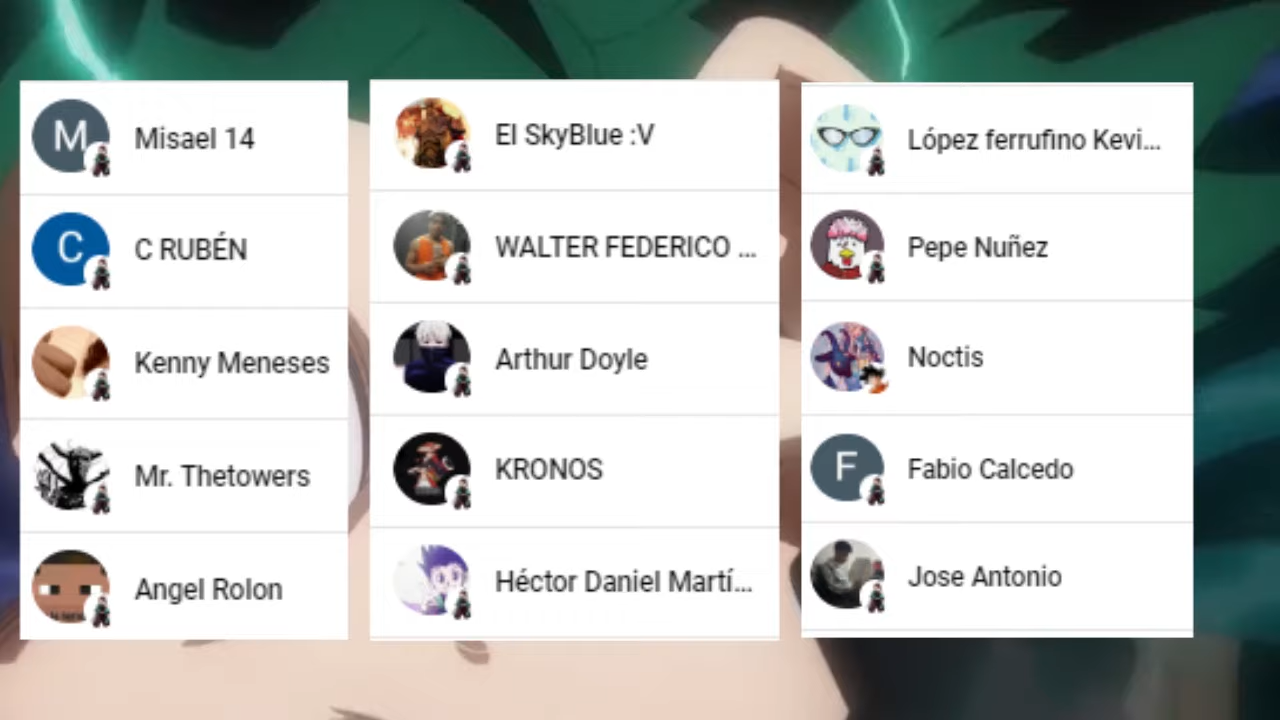 M
Misael 14
C
C RUBÉN
Kenny Meneses
Mr. Thetowers
Angel Rolon
El SkyBlue :V
WALTER FEDERICO ...
Arthur Doyle
KRONOS
Héctor Daniel Martí...
López ferrufino Kevi...
Pepe Nuñez
Noctis
F
Fabio Calcedo
Jose Antonio